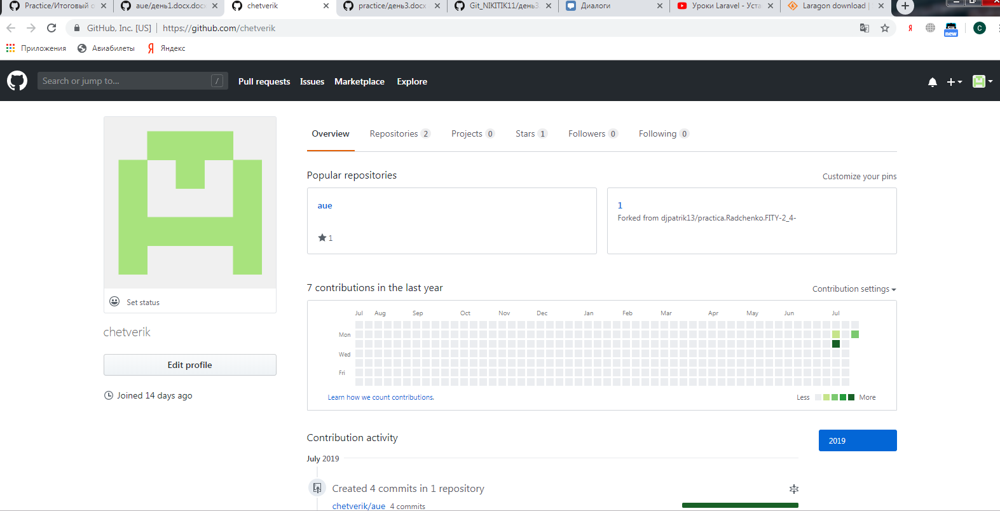 Practice/Итоговый о
aue/день1.docx.docx
chetverik
practice/день3.docx
Git_NIKITIK11/день3
Диалоги
Уроки Laravel - Уста
Laragon download |
GitHub, Inc. [US] | https://github.com/chetverik
Я
new
C
Приложения
Авиабилеты
Я Яндекс
Search or jump to... /
Pull requests Issues Marketplace Explore
Overview Repositories 2 Projects 0 Stars 1 Followers 0 Following 0
Popular repositories
Customize your pins
aue
1
1
Forked from djpatrik13/practica.Radchenko.FITY-2_4-
Set status
chetverik
Edit profile
Joined 14 days ago
7 contributions in the last year
Contribution settings
Jul Aug Sep Oct Nov Dec Jan Feb Mar Apr May Jun Jul
Mon
Wed
Fri
Learn how we count contributions.
Less More
Contribution activity
2019
July 2019
Created 4 commits in 1 repository
chetverik/aue 4 commits